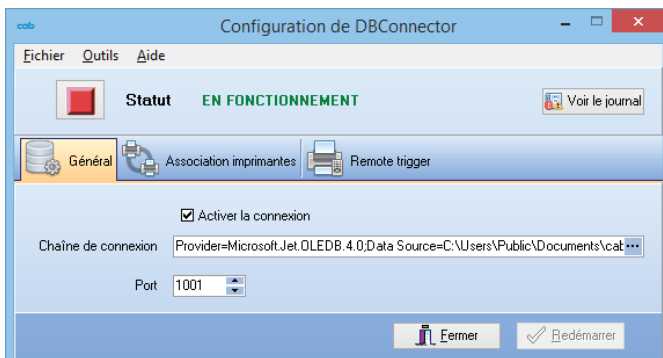 cab
Configuration de DBConnector
Fichier Outils Aide
Statut EN FONCTIONNEMENT Voir le journal
Général Association imprimantes Remote trigger
Activer la connexion
Chaîne de connexion Provider=Microsoft.Jet.OLEDB.4.0;Data Source=C:\Users\Public\Documents\cab ...
Port 1001
Fermer Redémarrer